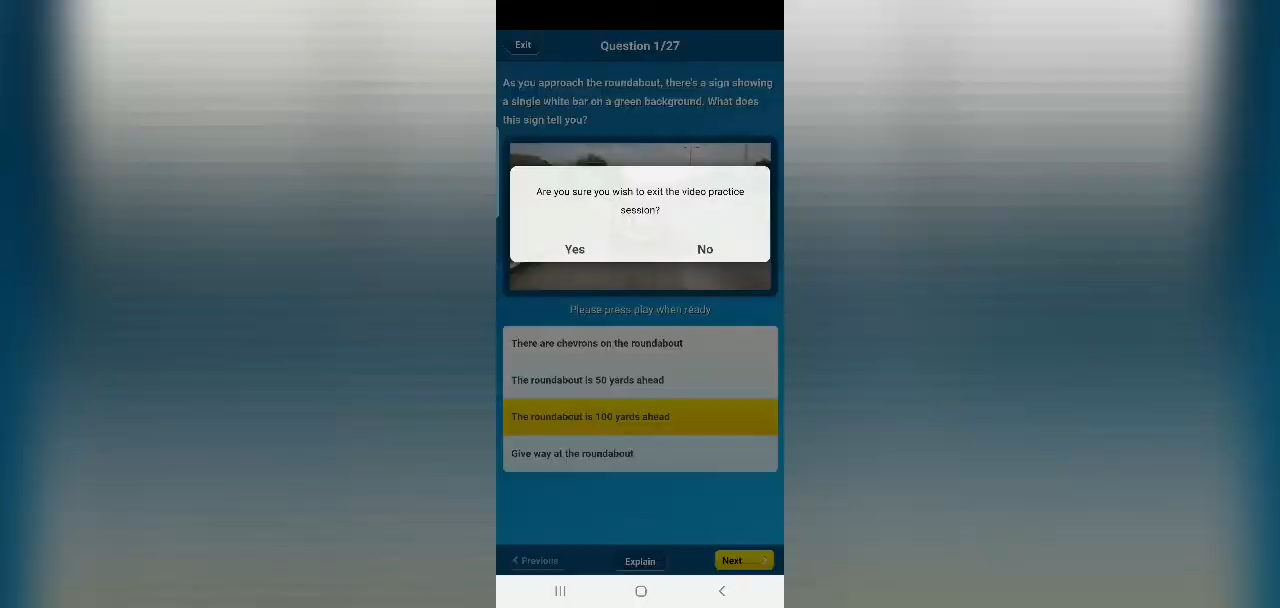 Exit
Question 1/27
As you approach the roundabout, there's a sign showing
a single white bar on a green background. What does
this sign tell you?
Are you sure you wish to exit the video practice
session?
Yes
No
Please press play when ready
There are chevrons on the roundabout
The roundabout is 50 yards ahead
The roundabout is 100 yards ahead
Give way at the roundabout
Previous
Explain
Next